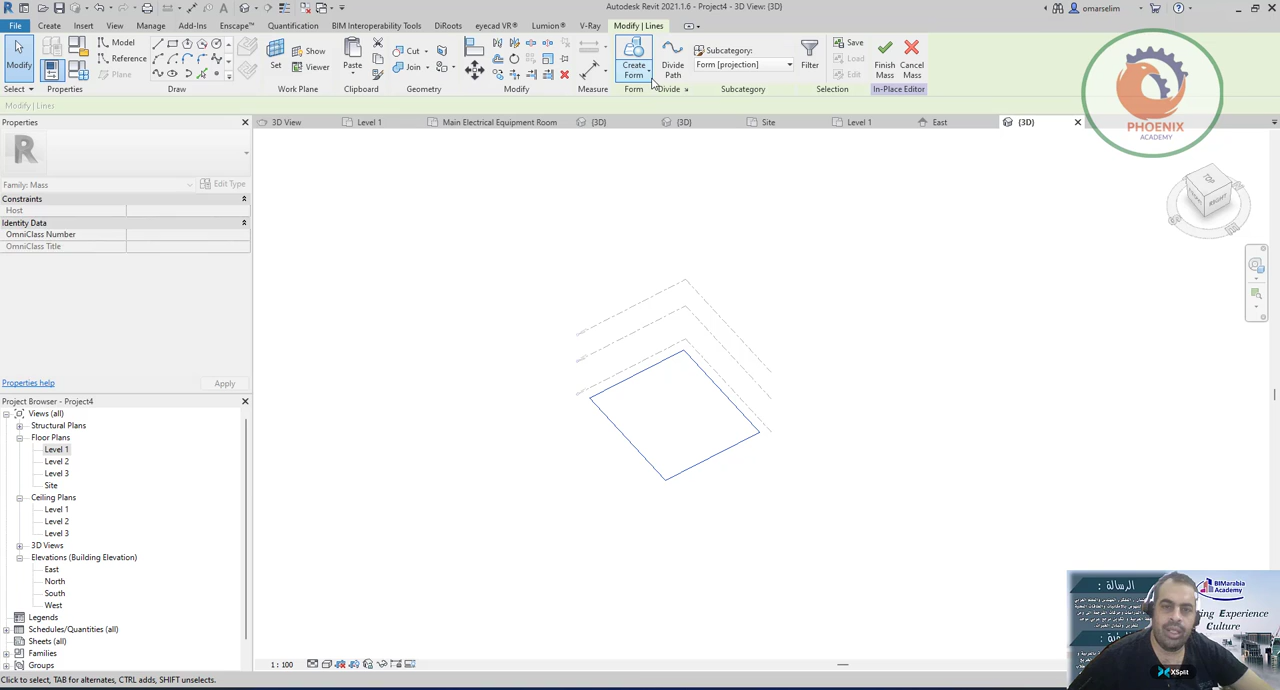 Autodesk Revit 2021.1.6 - Project4 - 3D View: {3D}
omarselim
File Create Insert View Manage Add-Ins Enscape™ Quantification BIM Interoperability Tools DiRoots eyecad VR® Lumion® V-Ray Modify | Lines
Model Show Cut Create Divide Subcategory: Save
Modify Reference Set Viewer Paste Join Form Path Form [projection] Filter Load Finish Cancel
Plane Edit Mass Mass
Select Properties Draw Work Plane Clipboard Geometry Modify Measure Form Divide Subcategory Selection In-Place Editor
Modify | Lines
Properties
3D View Level 1 Main Electrical Equipment Room {3D} {3D} Site Level 1 East {3D}
PHOENIX
ACADEMY
R
Family: Mass Edit Type
Constraints
Host
Identity Data
OmniClass Number
OmniClass Title
TOP
FRONT RIGHT
Properties help Apply
Project Browser - Project4
Views (all)
Structural Plans
Floor Plans
Level 1
Level 2
Level 3
Site
Ceiling Plans
Level 1
Level 2
Level 3
3D Views
Elevations (Building Elevation)
East
North
South
West
Legends
Schedules/Quantities (all)
Sheets (all)
Families
Groups
الرسالة :
BIMarabia
Academy
Experience
Culture
XSplit
1 : 100
Click to select, TAB for alternates, CTRL adds, SHIFT unselects.